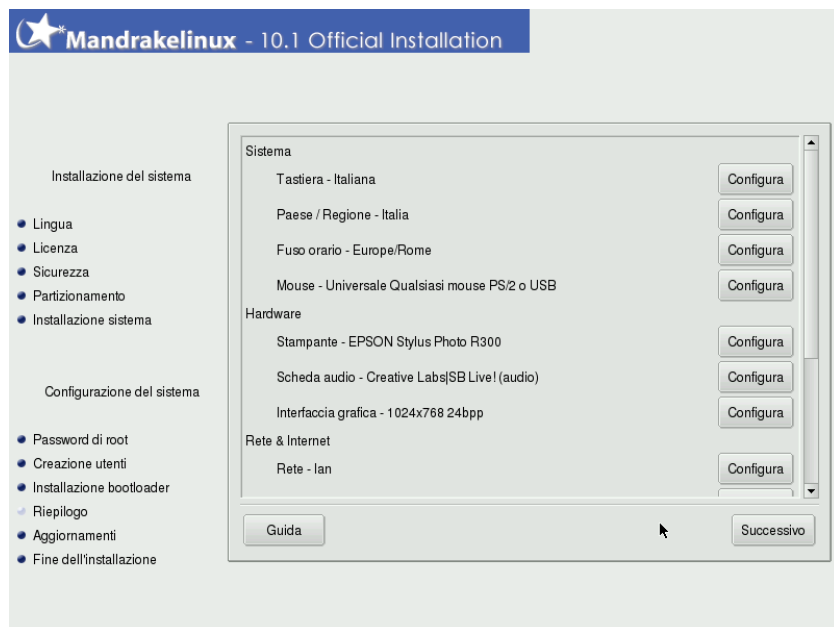 Mandrakelinux - 10.1 Official Installation
Installazione del sistema
Lingua
Licenza
Sicurezza
Partizionamento
Installazione sistema
Configurazione del sistema
Password di root
Creazione utenti
Installazione bootloader
Riepilogo
Aggiornamenti
Fine dell'installazione
Sistema
Tastiera - Italiana Configura
Paese / Regione - Italia Configura
Fuso orario - Europe/Rome Configura
Mouse - Universale Qualsiasi mouse PS/2 o USB Configura
Hardware
Stampante - EPSON Stylus Photo R300 Configura
Scheda audio - Creative Labs|SB Live! (audio) Configura
Interfaccia grafica - 1024x768 24bpp Configura
Rete & Internet
Rete - lan Configura
Guida Successivo